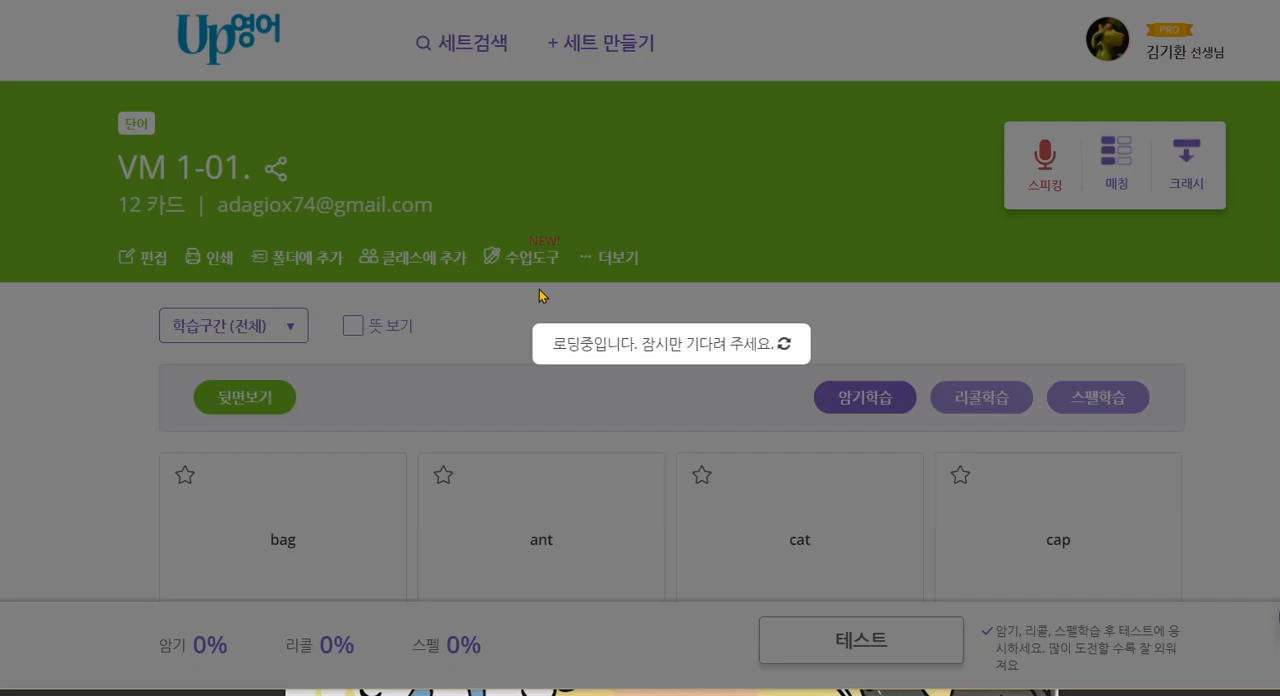 Up영어
세트검색
+ 세트 만들기
PRO
김기환 선생님
단어
VM 1-01.
12 카드 | adagiox74@gmail.com
스피킹
매칭
크래시
NEW!
편집
인쇄
폴더에 추가
클래스에 추가
수업도구
··· 더보기
학습구간 (전체) ▼
뜻 보기
로딩중입니다. 잠시만 기다려 주세요.
뒷면보기
암기학습
리콜학습
스펠학습
bag
ant
cat
cap
암기 0%
리콜 0%
스펠 0%
테스트
암기, 리콜, 스펠학습 후 테스트에 응
시하세요. 많이 도전할 수록 잘 외워
져요